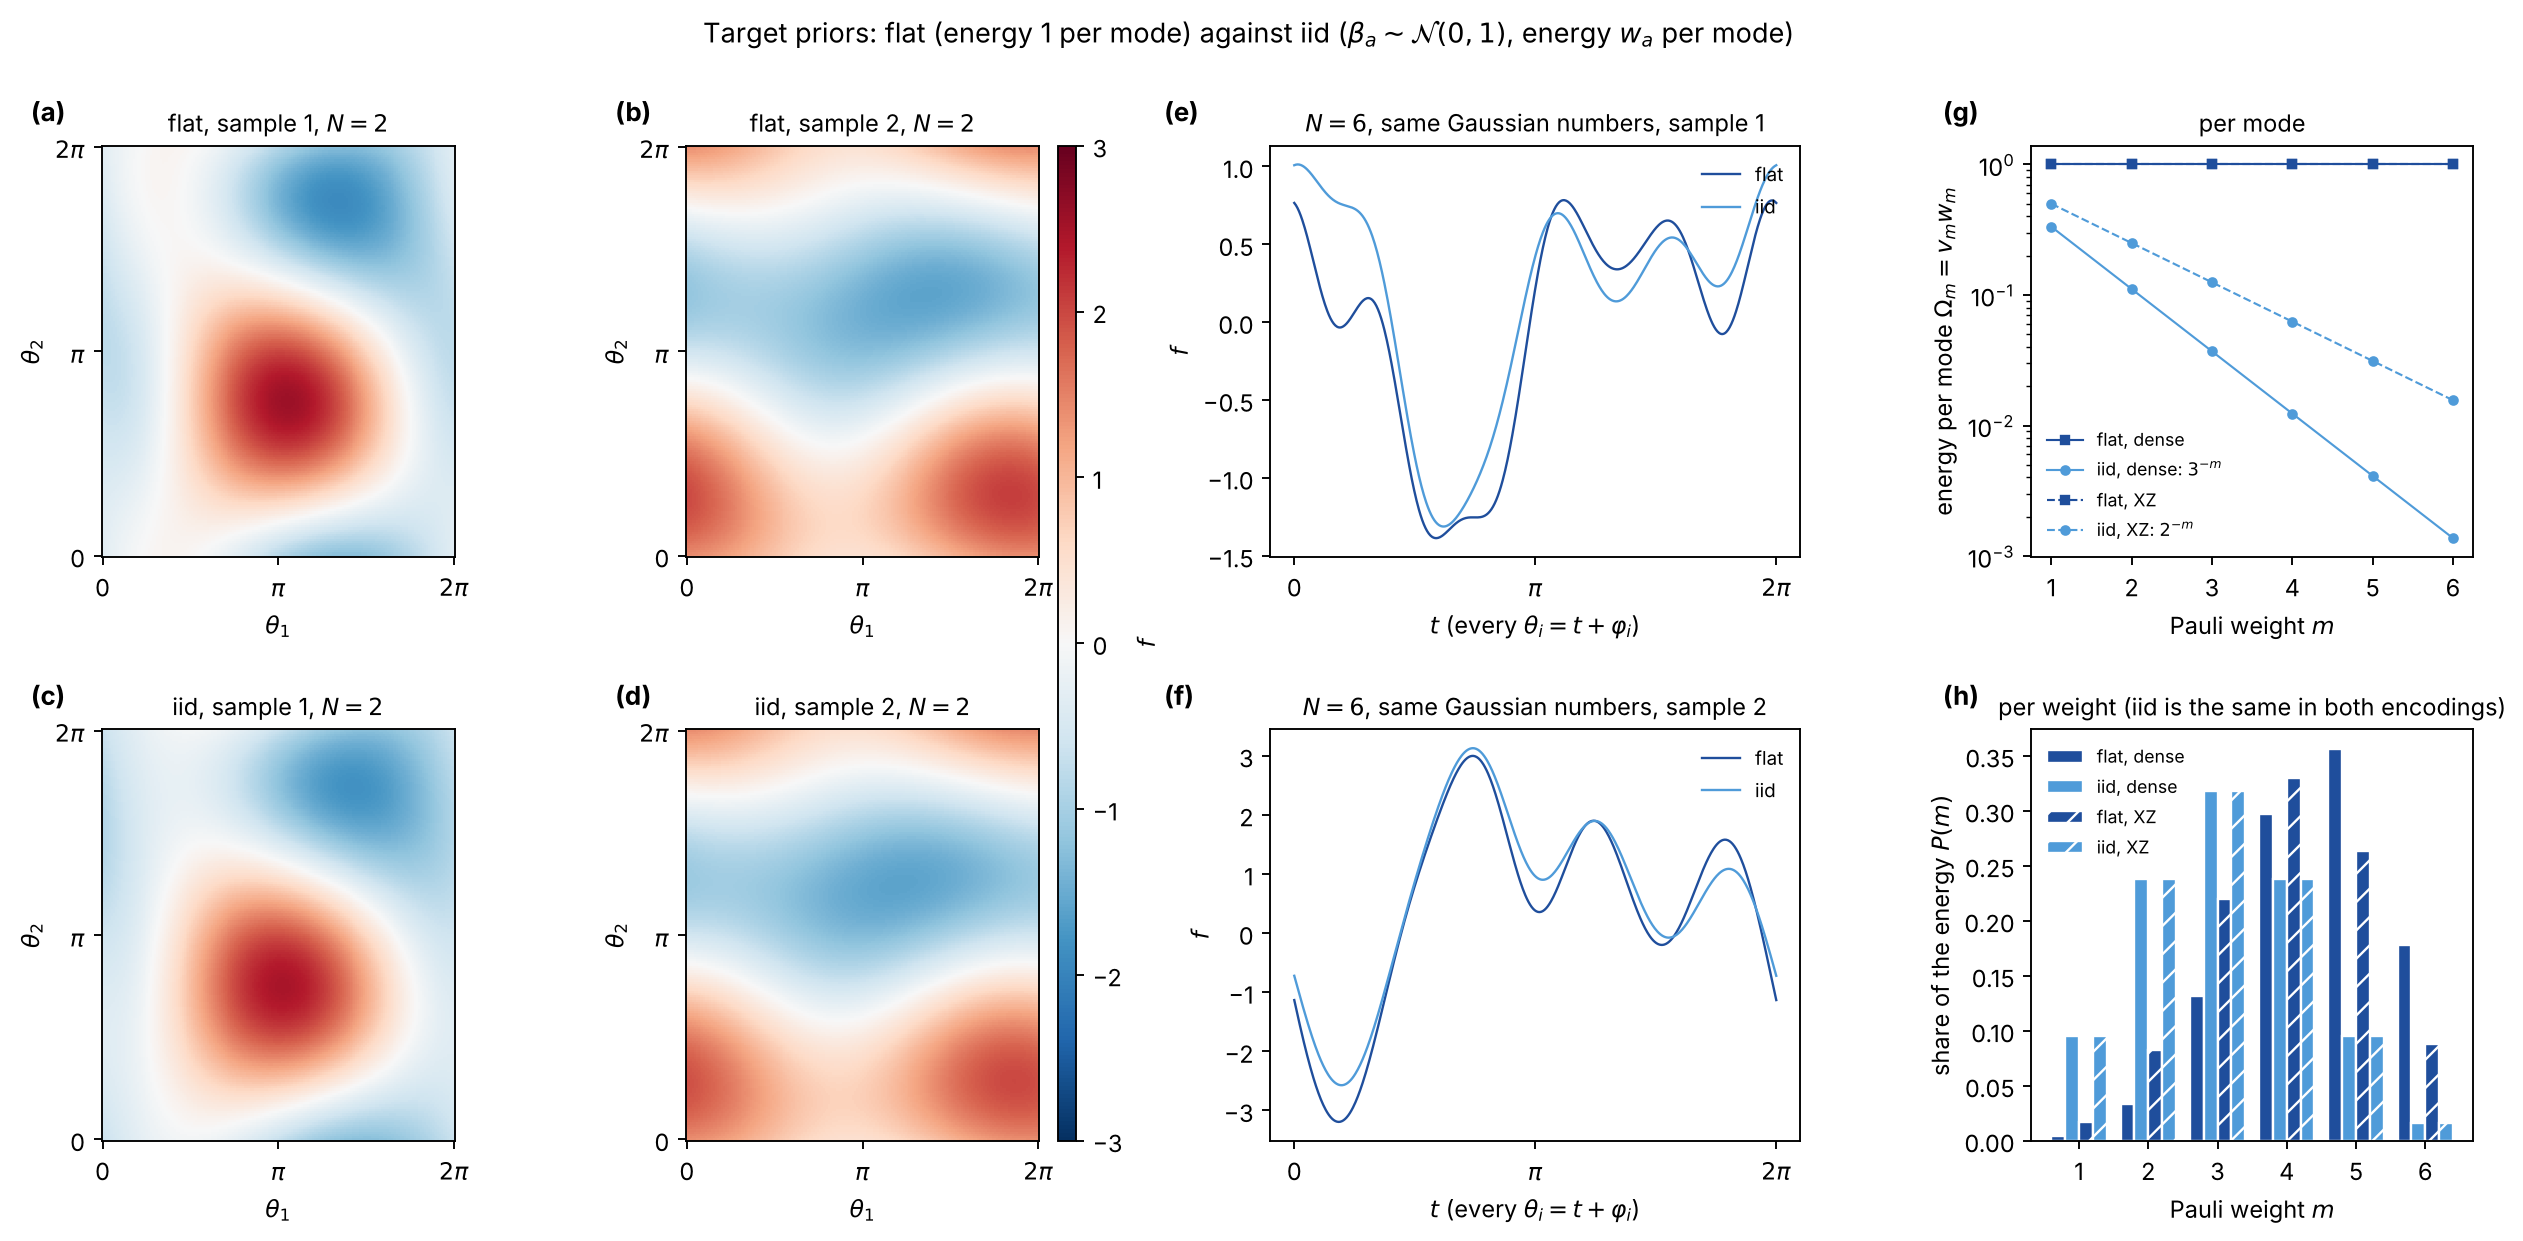 Target priors: flat (energy 1 per mode) against iid (βₐ ~ 𝒩(0, 1), energy wₐ per mode)
(a)
flat, sample 1, N = 2
2π
π
0
θ₂
0 π 2π
θ₁
(b)
flat, sample 2, N = 2
2π
π
0
θ₂
0 π 2π
θ₁
3
2
1
0
−1
−2
−3
f
(c)
iid, sample 1, N = 2
2π
π
0
θ₂
0 π 2π
θ₁
(d)
iid, sample 2, N = 2
2π
π
0
θ₂
0 π 2π
θ₁
(e)
N = 6, same Gaussian numbers, sample 1
1.0
0.5
0.0
−0.5
−1.0
−1.5
f
flat
iid
0 π 2π
t (every θᵢ = t + φᵢ)
(f)
N = 6, same Gaussian numbers, sample 2
3
2
1
0
−1
−2
−3
f
flat
iid
0 π 2π
t (every θᵢ = t + φᵢ)
(g)
per mode
10⁰
10⁻¹
10⁻²
10⁻³
energy per mode Ωₘ = vₘwₘ
flat, dense
iid, dense: 3⁻ᵐ
flat, XZ
iid, XZ: 2⁻ᵐ
1 2 3 4 5 6
Pauli weight m
(h)
per weight (iid is the same in both encodings)
0.35
0.30
0.25
0.20
0.15
0.10
0.05
0.00
share of the energy P(m)
flat, dense
iid, dense
flat, XZ
iid, XZ
1 2 3 4 5 6
Pauli weight m